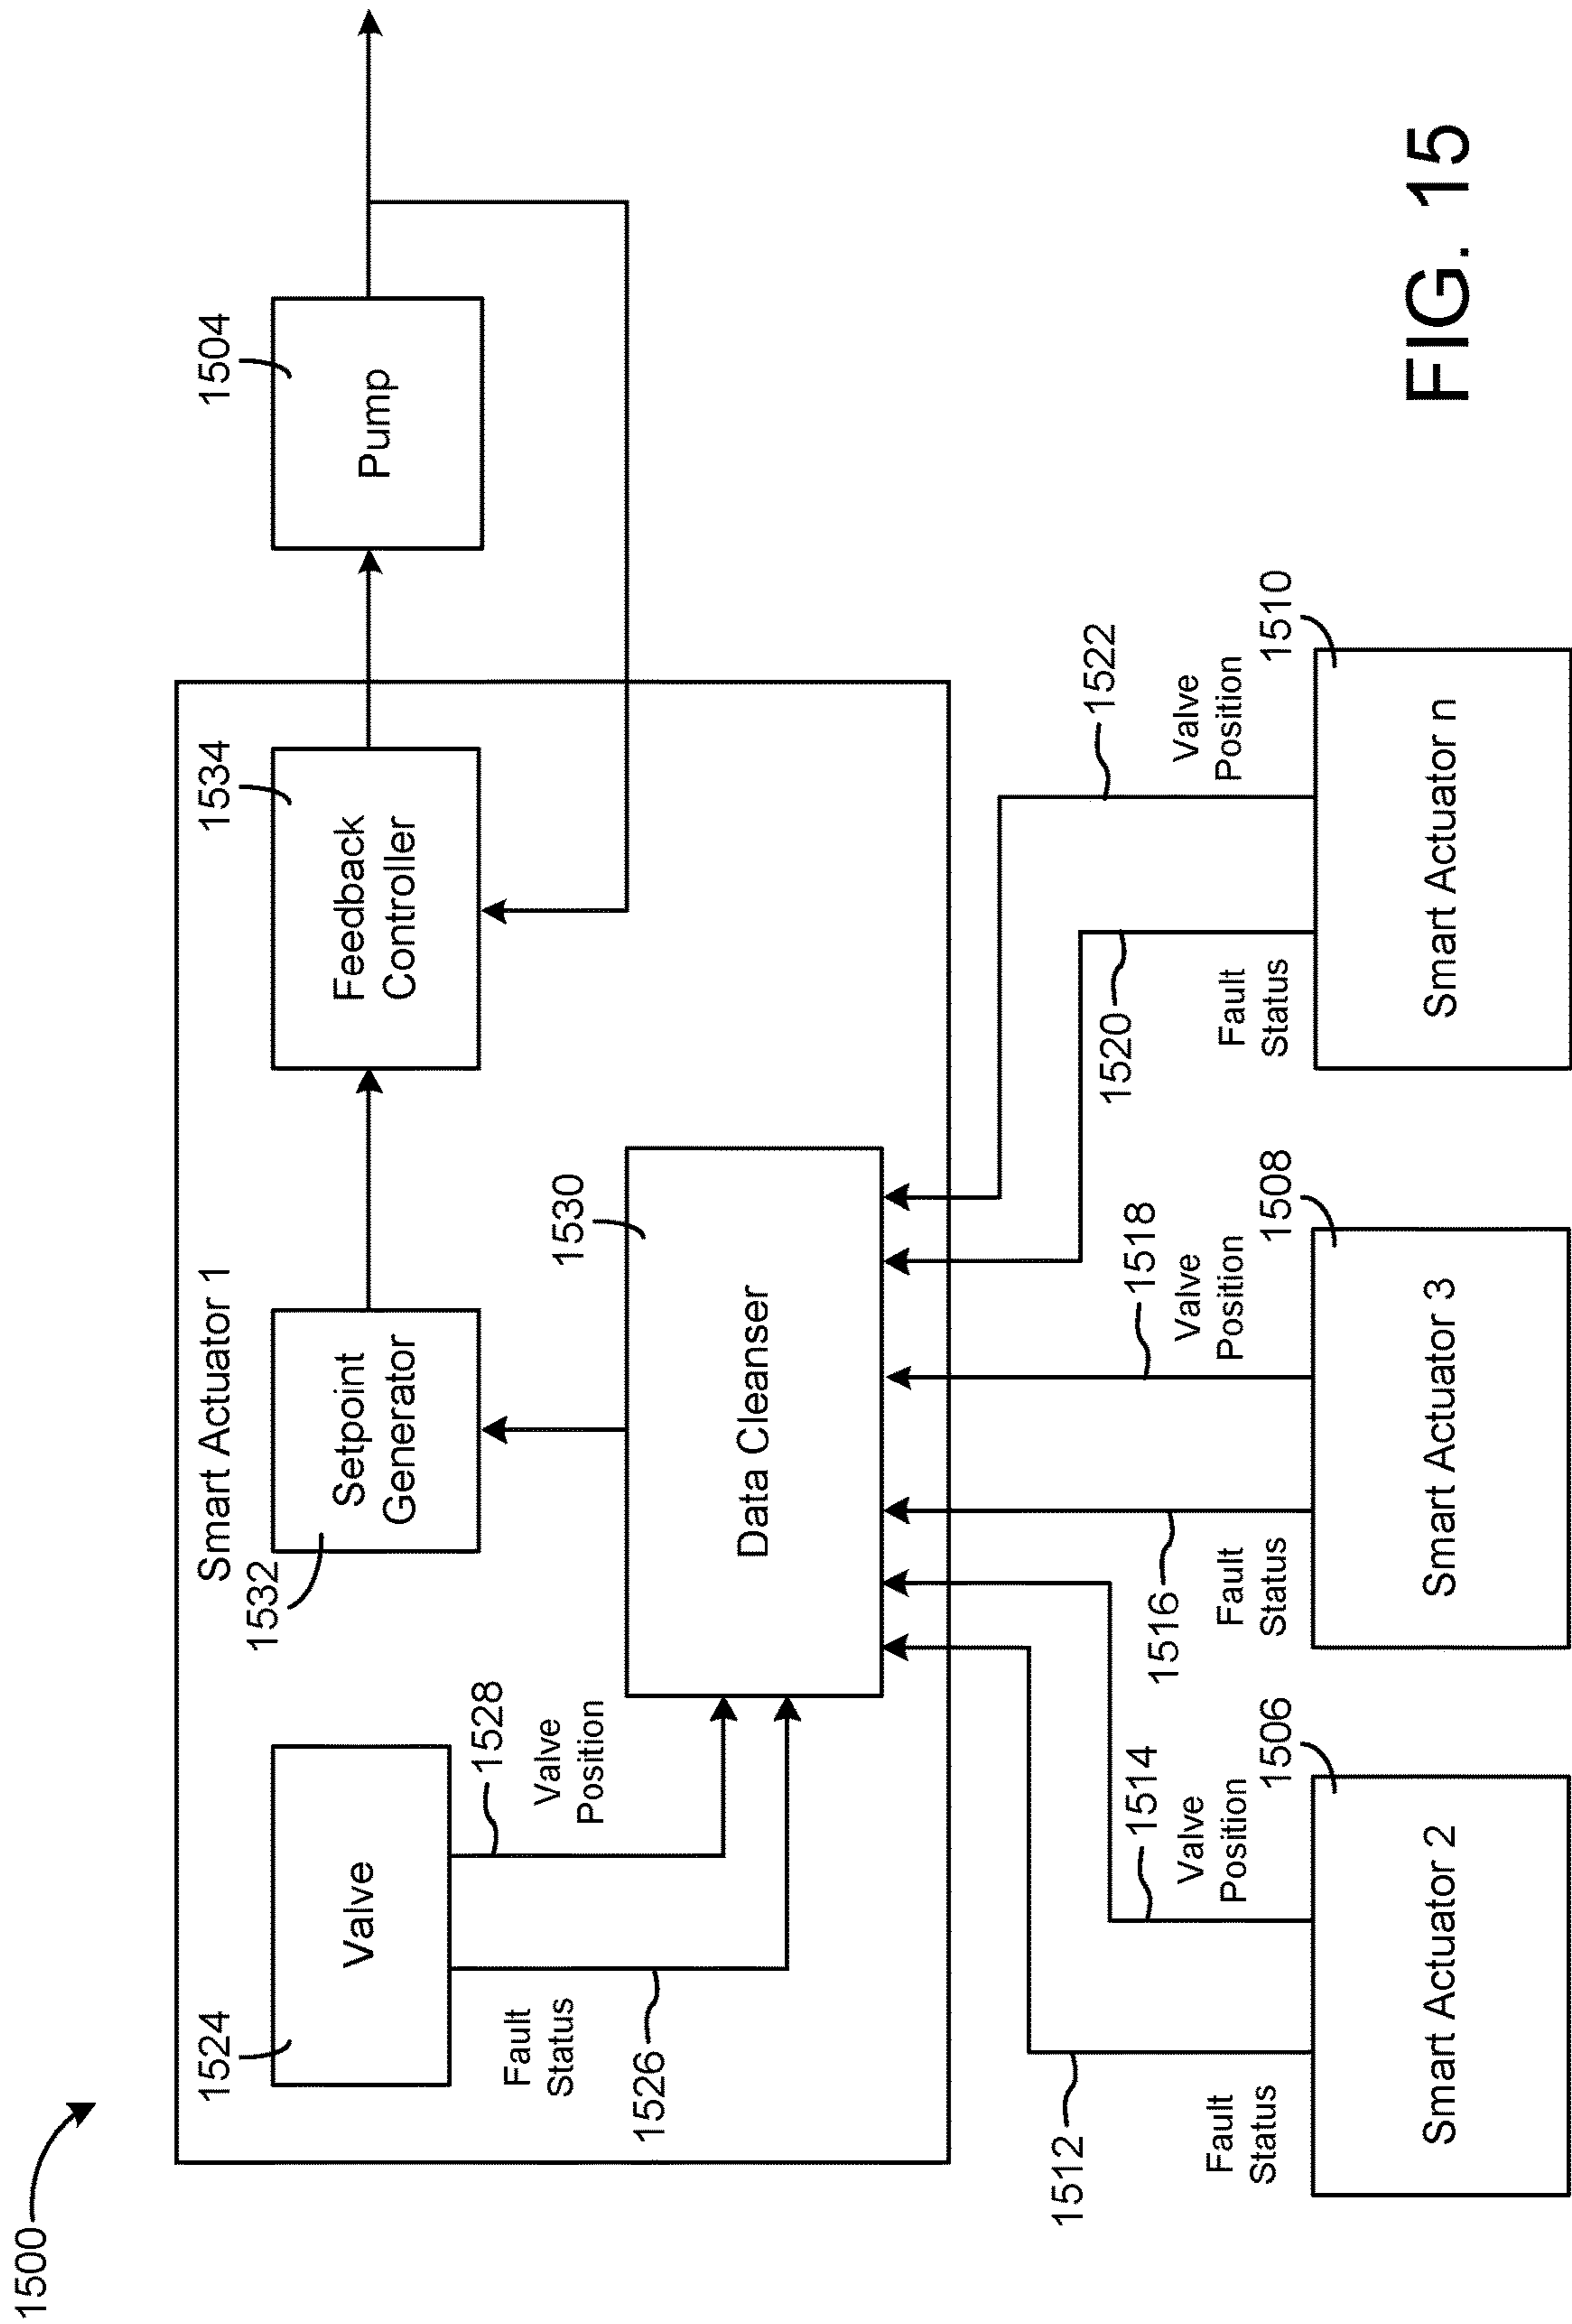 1500
Smart Actuator 1
1524
Valve
1532
Setpoint
Generator
1534
Feedback
Controller
1504
Pump
Fault
Status
1526
1528
Valve
Position
1530
Data Cleanser
1512
Fault
Status
1514
Valve
Position
1506
Smart Actuator 2
1516
Fault
Status
1518
Valve
Position
1508
Smart Actuator 3
1520
Fault
Status
1522
Valve
Position
1510
Smart Actuator n
FIG. 15